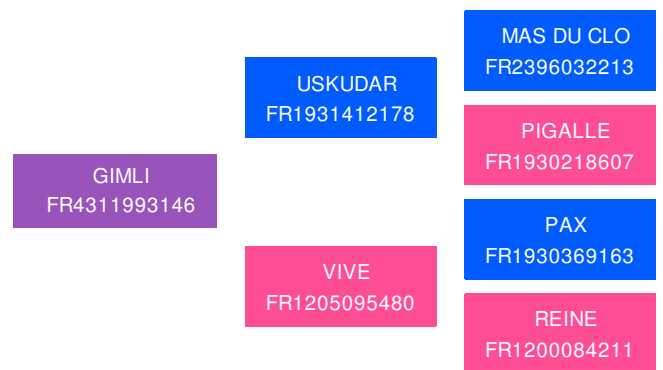 MAS DU CLO
FR2396032213
USKUDAR
FR1931412178
PIGALLE
FR1930218607
GIMLI
FR4311993146
PAX
FR1930369163
VIVE
FR1205095480
REINE
FR1200084211